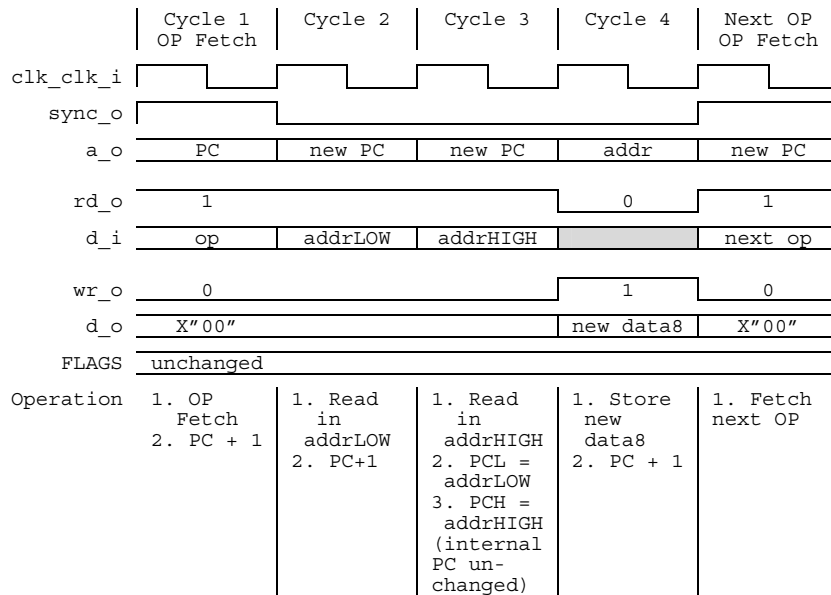 Cycle 1 Cycle 2 Cycle 3 Cycle 4 Next OP
OP Fetch OP Fetch
clk_clk_i
sync_o
a_o PC new PC new PC addr new PC
rd_o 1 0 1
d_i op addrLOW addrHIGH next op
wr_o 0 1 0
d_o X"00" new data8 X"00"
FLAGS unchanged
Operation 1. OP 1. Read 1. Read 1. Store 1. Fetch
Fetch in in new next OP
2. PC + 1 addrLOW addrHIGH data8
2. PC+1 2. PCL = 2. PC + 1
addrLOW
3. PCH =
addrHIGH
(internal
PC un-
changed)